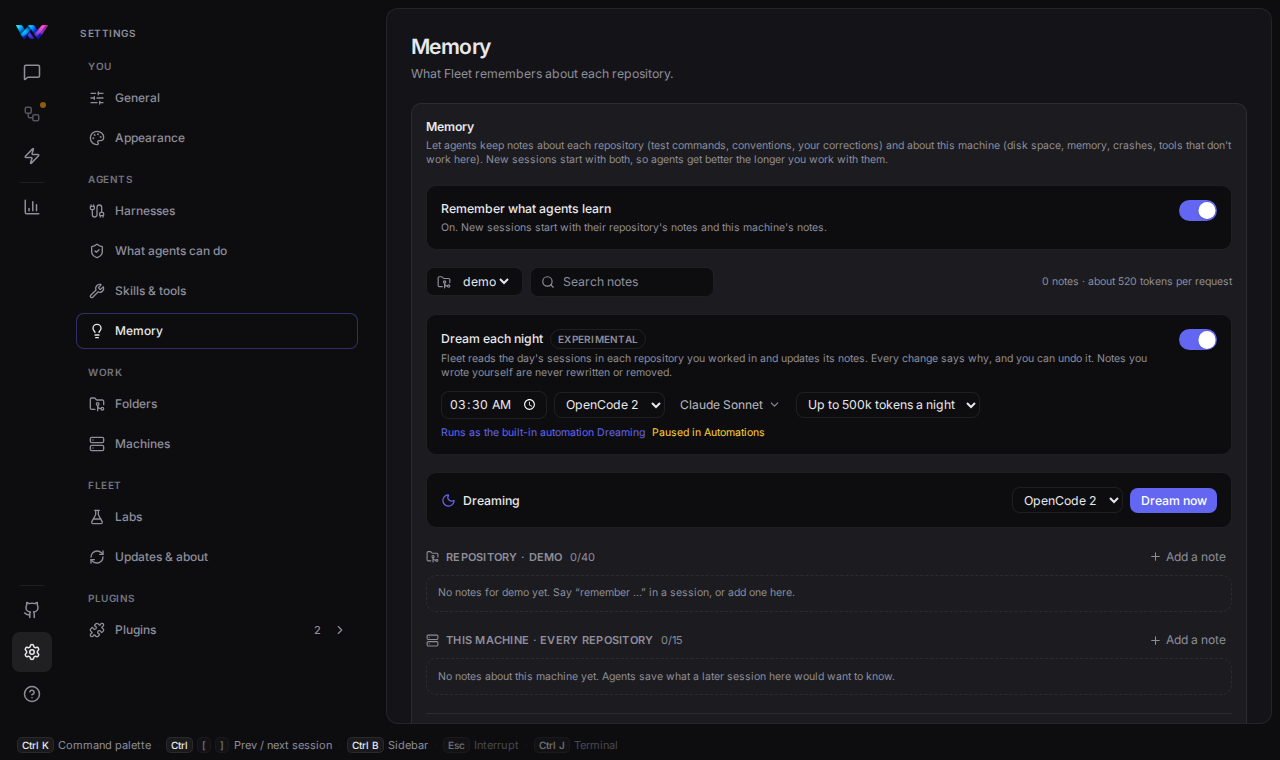 SETTINGS
YOU
General
Appearance
AGENTS
Harnesses
What agents can do
Skills & tools
Memory
WORK
Folders
Machines
FLEET
Labs
Updates & about
PLUGINS
Plugins 2
Memory
What Fleet remembers about each repository.
Memory
Let agents keep notes about each repository (test commands, conventions, your corrections) and about this machine (disk space, memory, crashes, tools that don't
work here). New sessions start with both, so agents get better the longer you work with them.
Remember what agents learn
On. New sessions start with their repository's notes and this machine's notes.
demo Search notes 0 notes · about 520 tokens per request
Dream each night EXPERIMENTAL
Fleet reads the day's sessions in each repository you worked in and updates its notes. Every change says why, and you can undo it. Notes you
wrote yourself are never rewritten or removed.
03:30 AM OpenCode 2 Claude Sonnet Up to 500k tokens a night
Runs as the built-in automation Dreaming Paused in Automations
Dreaming OpenCode 2 Dream now
REPOSITORY · DEMO 0/40 Add a note
No notes for demo yet. Say "remember ..." in a session, or add one here.
THIS MACHINE · EVERY REPOSITORY 0/15 Add a note
No notes about this machine yet. Agents save what a later session here would want to know.
Ctrl K Command palette Ctrl [ ] Prev / next session Ctrl B Sidebar Esc Interrupt Ctrl J Terminal